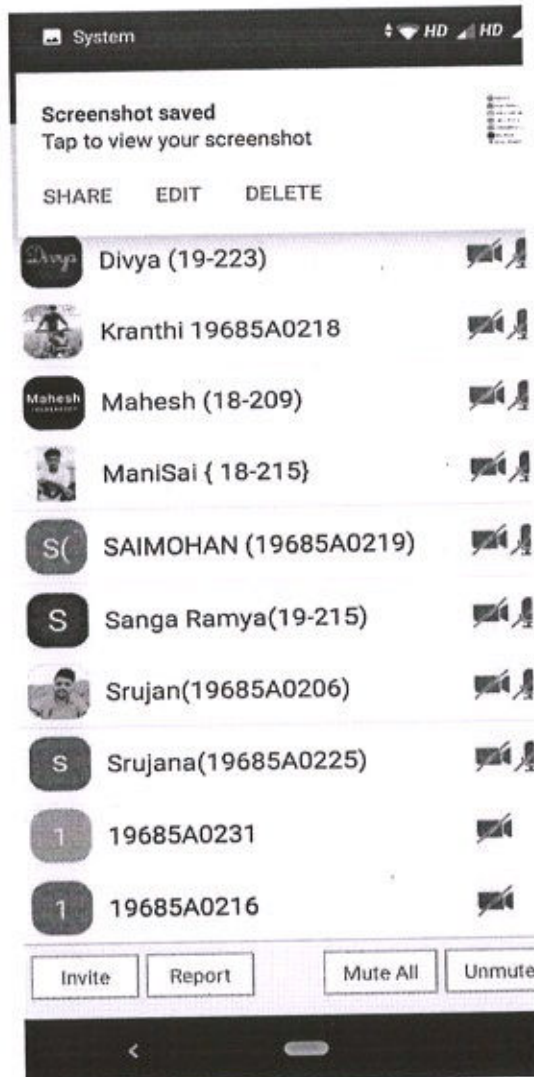 System HD HD
Screenshot saved
Tap to view your screenshot
SHARE EDIT DELETE
Divya Divya (19-223)
Kranthi 19685A0218
Mahesh Mahesh (18-209)
ManiSai { 18-215}
S( SAIMOHAN (19685A0219)
S Sanga Ramya(19-215)
Srujan(19685A0206)
S Srujana(19685A0225)
1 19685A0231
1 19685A0216
Invite Report Mute All Unmute